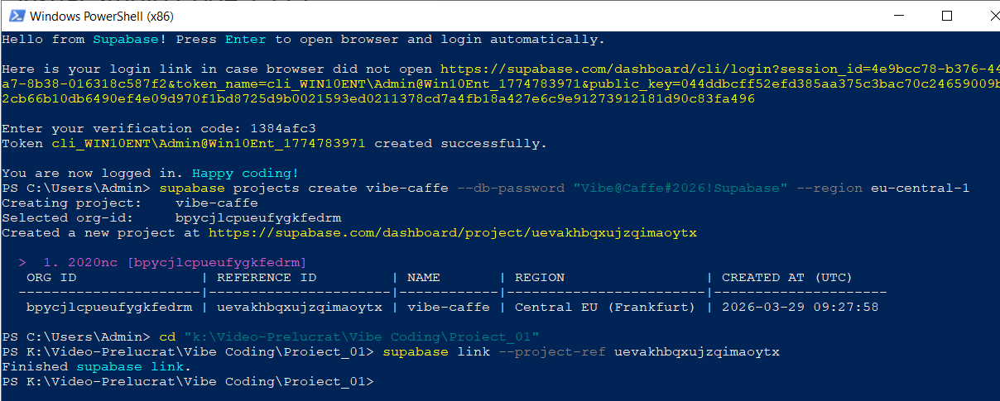 Windows PowerShell (x86)
Hello from Supabase! Press Enter to open browser and login automatically.
Here is your login link in case browser did not open https://supabase.com/dashboard/cli/login?session_id=4e9bcc78-b376-44
a7-8b38-016318c587f2&token_name=cli_WIN10ENT\Admin@Win10Ent_1774783971&public_key=044ddbcff52efd385aa375c3bac70c24659009b
2cb66b10db6490ef4e09d970f1bd8725d9b0021593ed0211378cd7a4fb18a427e6c9e91273912181d90c83fa496
Enter your verification code: 1384afc3
Token cli_WIN10ENT\Admin@Win10Ent_1774783971 created successfully.
You are now logged in. Happy coding!
PS C:\Users\Admin> supabase projects create vibe-caffe --db-password "Vibe@Caffe#2026!Supabase" --region eu-central-1
Creating project:    vibe-caffe
Selected org-id:     bpycjlcpueufygkfedrm
Created a new project at https://supabase.com/dashboard/project/uevakhbqxujzqimaoytx
  >  1. 2020nc [bpycjlcpueufygkfedrm]
   ORG ID               | REFERENCE ID         | NAME       | REGION                 | CREATED AT (UTC)
  ----------------------|----------------------|------------|------------------------|---------------------
   bpycjlcpueufygkfedrm | uevakhbqxujzqimaoytx | vibe-caffe | Central EU (Frankfurt) | 2026-03-29 09:27:58
PS C:\Users\Admin> cd "k:\Video-Prelucrat\Vibe Coding\Proiect_01"
PS K:\Video-Prelucrat\Vibe Coding\Proiect_01> supabase link --project-ref uevakhbqxujzqimaoytx
Finished supabase link.
PS K:\Video-Prelucrat\Vibe Coding\Proiect_01>